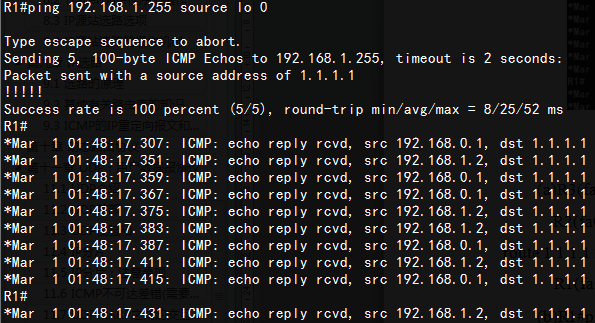 R1#ping 192.168.1.255 source lo 0
Type escape sequence to abort.
Sending 5, 100-byte ICMP Echos to 192.168.1.255, timeout is 2 seconds:
Packet sent with a source address of 1.1.1.1
!!!!!
Success rate is 100 percent (5/5), round-trip min/avg/max = 8/25/52 ms
R1#
*Mar  1 01:48:17.307: ICMP: echo reply rcvd, src 192.168.0.1, dst 1.1.1.1
*Mar  1 01:48:17.351: ICMP: echo reply rcvd, src 192.168.1.2, dst 1.1.1.1
*Mar  1 01:48:17.359: ICMP: echo reply rcvd, src 192.168.0.1, dst 1.1.1.1
*Mar  1 01:48:17.367: ICMP: echo reply rcvd, src 192.168.0.1, dst 1.1.1.1
*Mar  1 01:48:17.375: ICMP: echo reply rcvd, src 192.168.1.2, dst 1.1.1.1
*Mar  1 01:48:17.383: ICMP: echo reply rcvd, src 192.168.1.2, dst 1.1.1.1
*Mar  1 01:48:17.387: ICMP: echo reply rcvd, src 192.168.0.1, dst 1.1.1.1
*Mar  1 01:48:17.411: ICMP: echo reply rcvd, src 192.168.1.2, dst 1.1.1.1
*Mar  1 01:48:17.415: ICMP: echo reply rcvd, src 192.168.0.1, dst 1.1.1.1
R1#
*Mar  1 01:48:17.431: ICMP: echo reply rcvd, src 192.168.1.2, dst 1.1.1.1